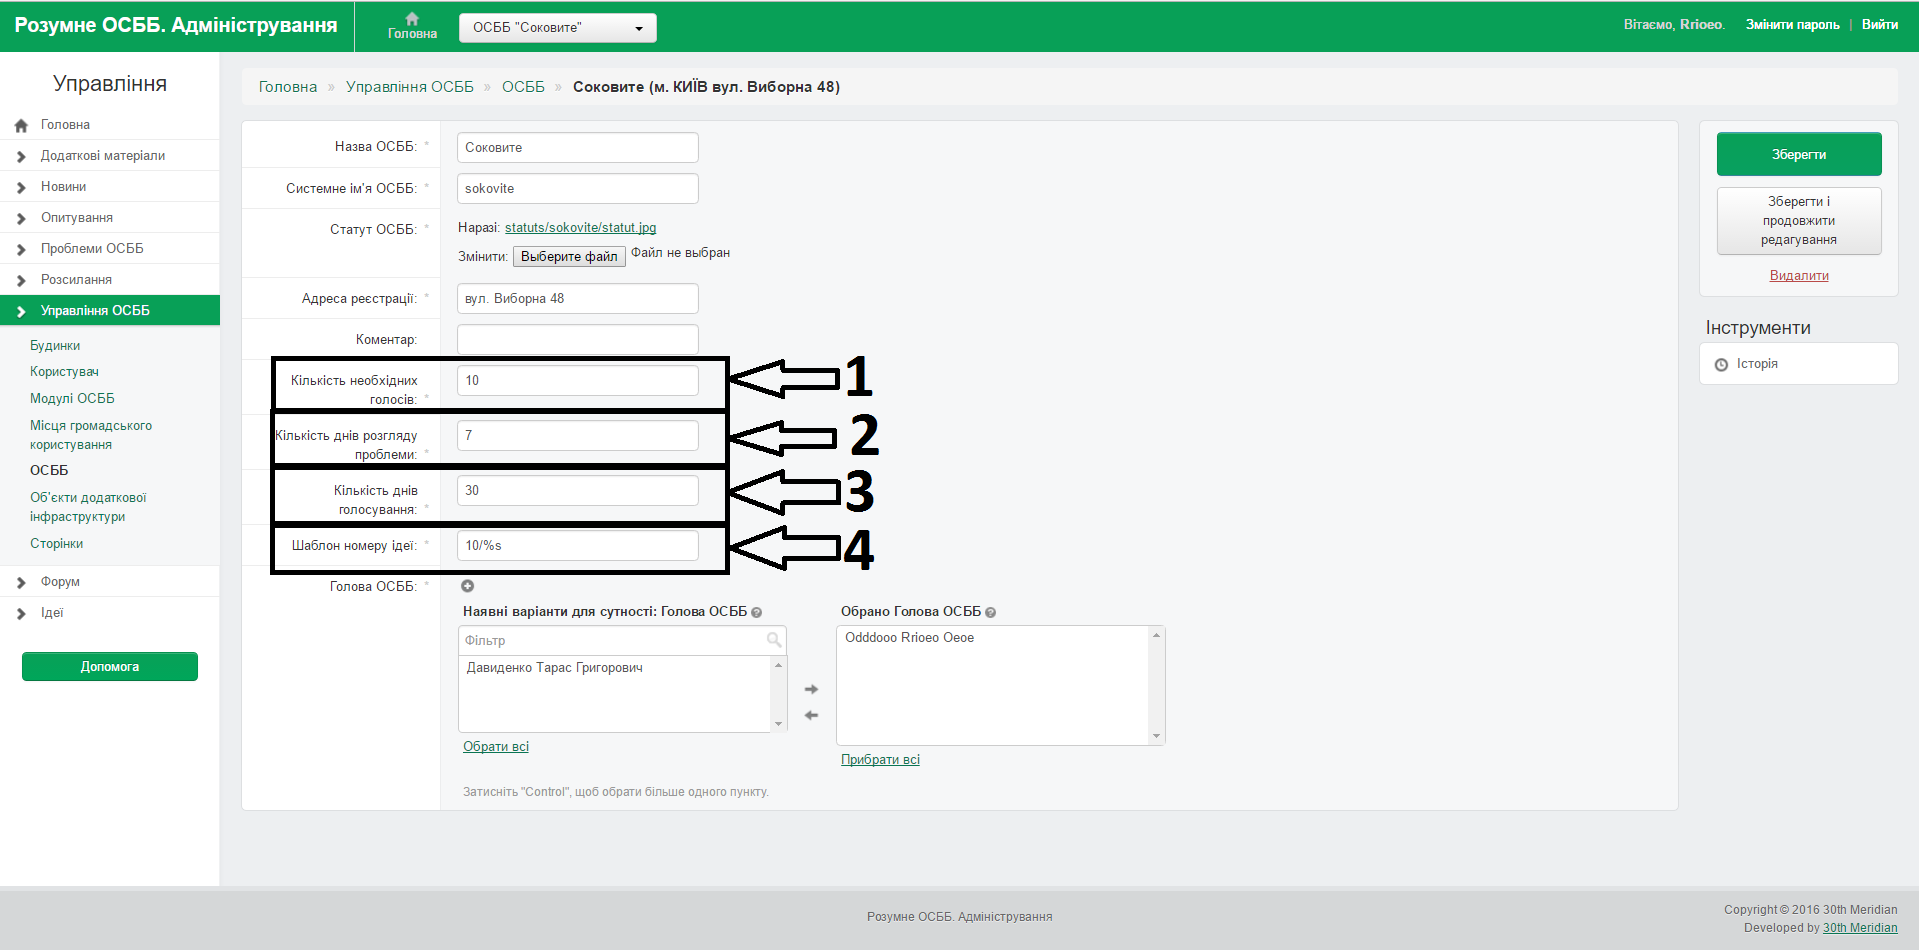 Розумне ОСББ. Адміністрування
Головна
ОСББ "Соковите"
Вітаємо, Rrioeo.
Змінити пароль | Вийти
Управління
Головна
Додаткові матеріали
Новини
Опитування
Проблеми ОСББ
Розсилання
Управління ОСББ
Будинки
Користувач
Модулі ОСББ
Місця громадського
користування
ОСББ
Об'єкти додаткової
інфраструктури
Сторінки
Форум
Ідеї
Допомога
Головна » Управління ОСББ » ОСББ » Соковите (м. КИЇВ вул. Виборна 48)
Назва ОСББ: * Соковите
Системне ім'я ОСББ: * sokovite
Статут ОСББ: * Наразі: statuts/sokovite/statut.jpg
Змінити: Выберите файл Файл не выбран
Адреса реєстрації: * вул. Виборна 48
Коментар:
Кількість необхідних
голосів: *
10
1
Кількість днів розгляду
проблеми: *
7
2
Кількість днів
голосування: *
30
3
Шаблон номеру ідеї: * 10/%s
4
Голова ОСББ: *
Наявні варіанти для сутності: Голова ОСББ ?
Фільтр
Давиденко Тарас Григорович
Обрати всі
Обрано Голова ОСББ ?
Odddooo Rrioeo Oeoe
Прибрати всі
Затисніть "Control", щоб обрати більше одного пункту.
Зберегти
Зберегти і
продовжити
редагування
Видалити
Інструменти
Історія
Розумне ОСББ. Адміністрування
Copyright © 2016 30th Meridian
Developed by 30th Meridian